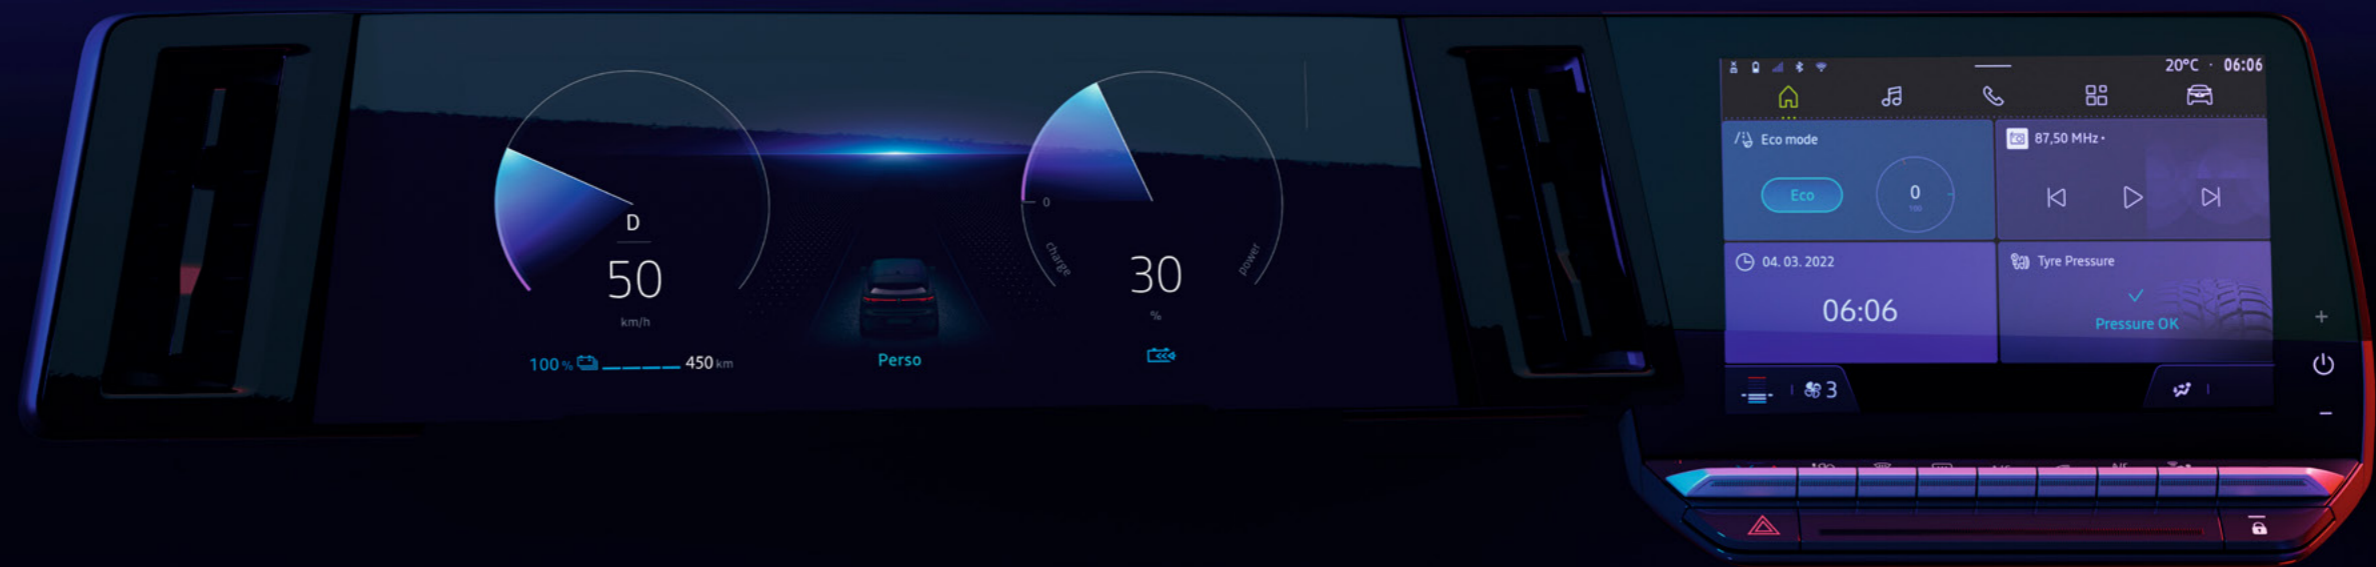 D
50
km/h
100 %
450 km
Perso
0
charge
power
30
%
20°C · 06:06
Eco mode
Eco
0
100
87,50 MHz
04. 03. 2022
06:06
Tyre Pressure
Pressure OK
3